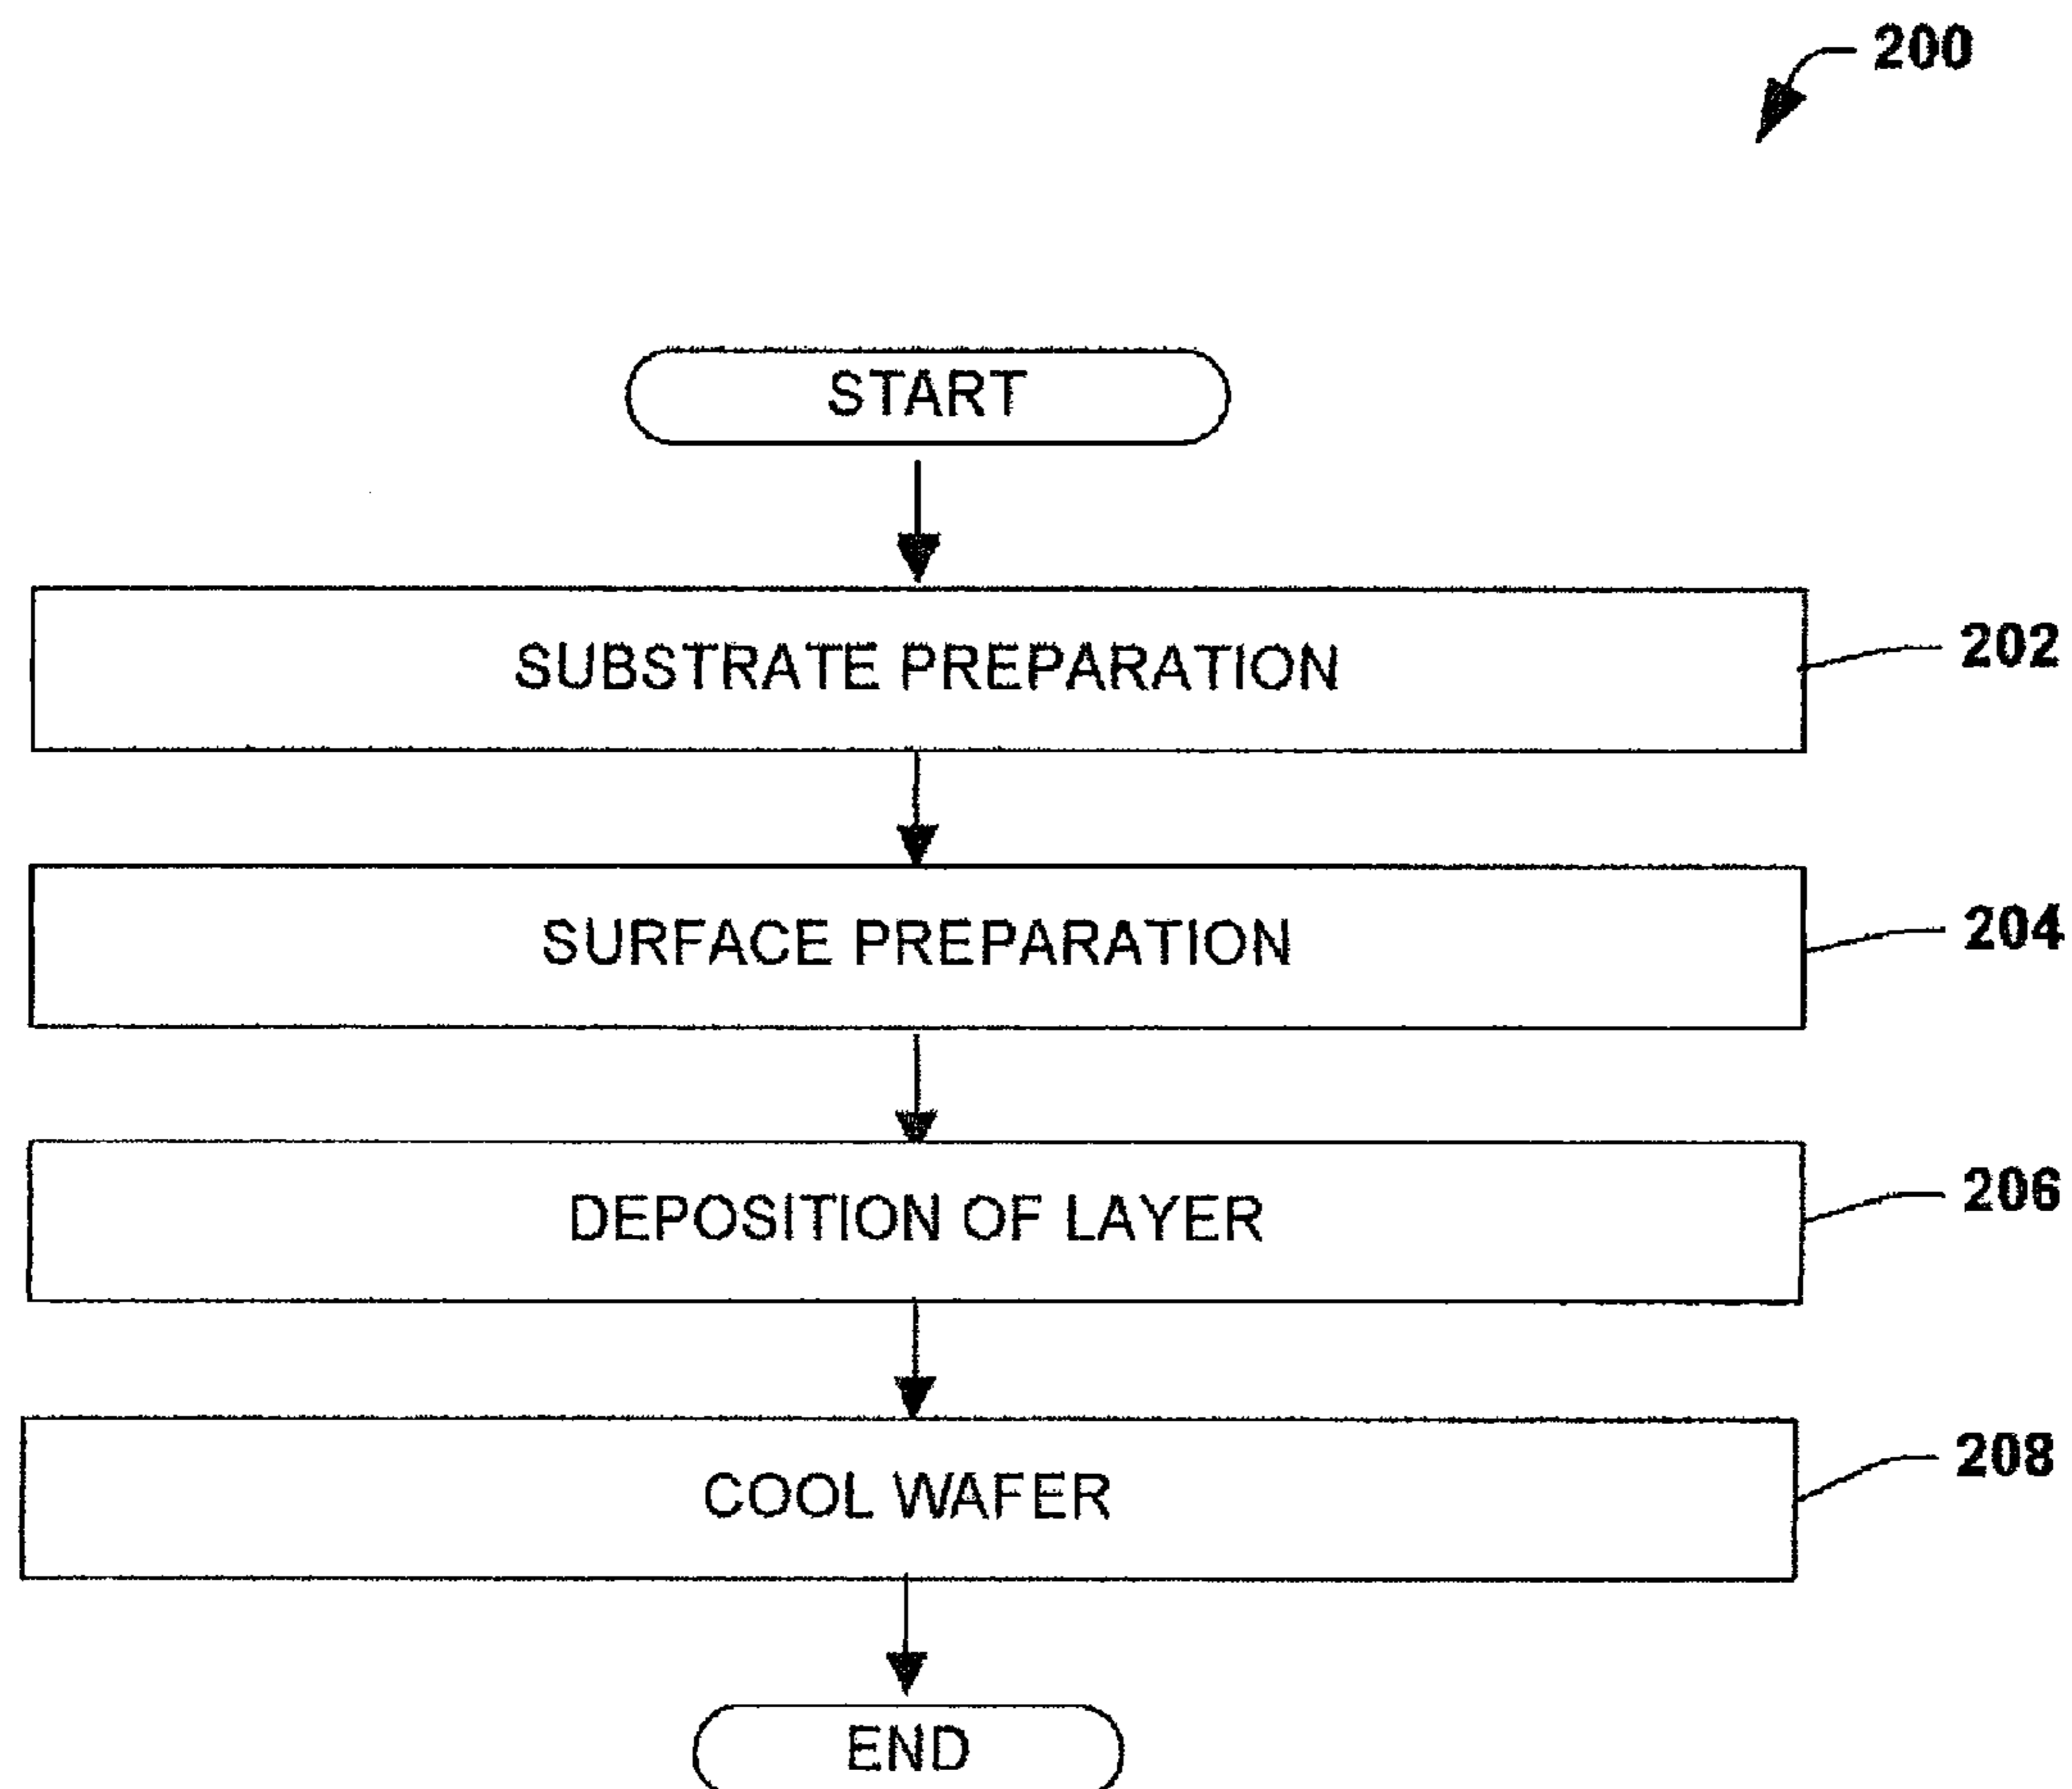 200
START
SUBSTRATE PREPARATION
202
SURFACE PREPARATION
204
DEPOSITION OF LAYER
206
COOL WAFER
208
END